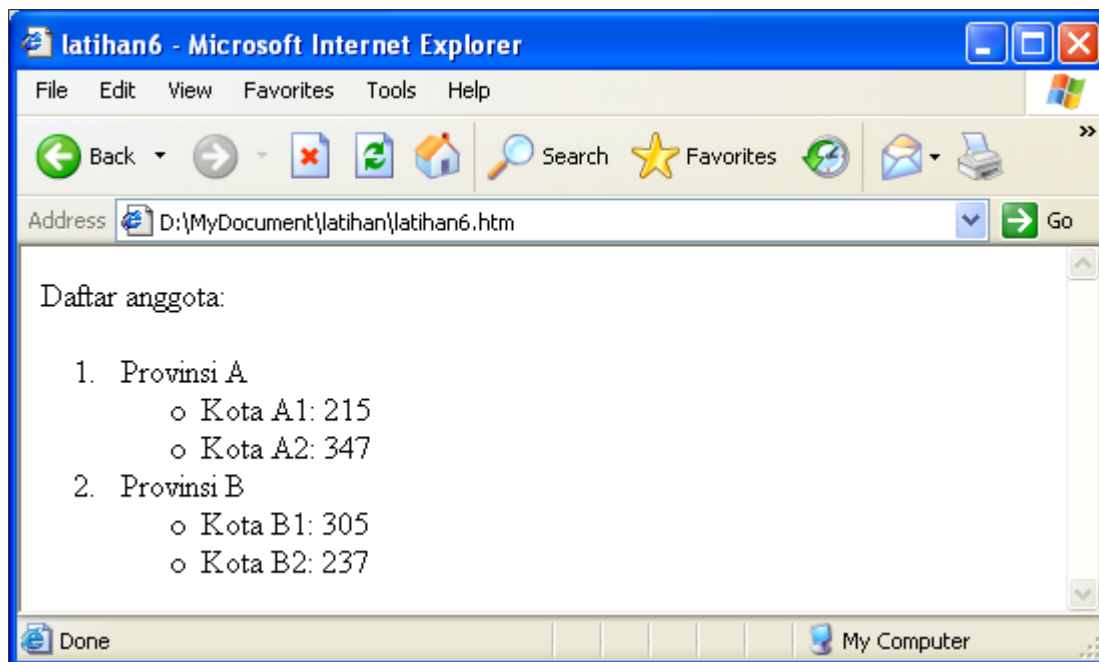 latihan6 - Microsoft Internet Explorer
File Edit View Favorites Tools Help
Back Search Favorites »
Address D:\MyDocument\latihan\latihan6.htm Go
Daftar anggota:
1. Provinsi A
o Kota A1: 215
o Kota A2: 347
2. Provinsi B
o Kota B1: 305
o Kota B2: 237
Done My Computer